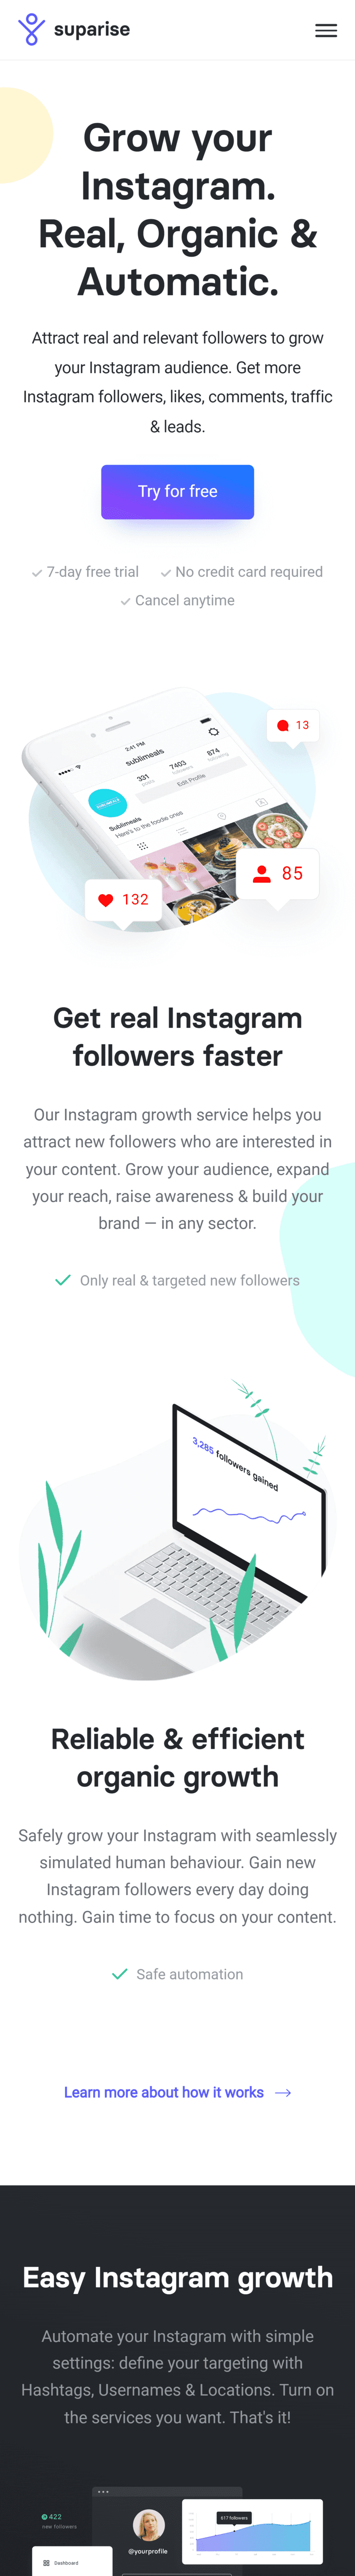 suparise
Grow your
Instagram.
Real, Organic &
Automatic.
Attract real and relevant followers to grow
your Instagram audience. Get more
Instagram followers, likes, comments, traffic
& leads.
Try for free
7-day free trial
No credit card required
Cancel anytime
2:41 PM
sublimeals
331
7403
874
Edit Profile
Sublimeals
Here's to the foodie ones
13
85
132
Get real Instagram
followers faster
Our Instagram growth service helps you
attract new followers who are interested in
your content. Grow your audience, expand
your reach, raise awareness & build your
brand — in any sector.
Only real & targeted new followers
3,285 followers gained
Reliable & efficient
organic growth
Safely grow your Instagram with seamlessly
simulated human behaviour. Gain new
Instagram followers every day doing
nothing. Gain time to focus on your content.
Safe automation
Learn more about how it works
Easy Instagram growth
Automate your Instagram with simple
settings: define your targeting with
Hashtags, Usernames & Locations. Turn on
the services you want. That's it!
422
new followers
617 followers
@yourprofile
Dashboard